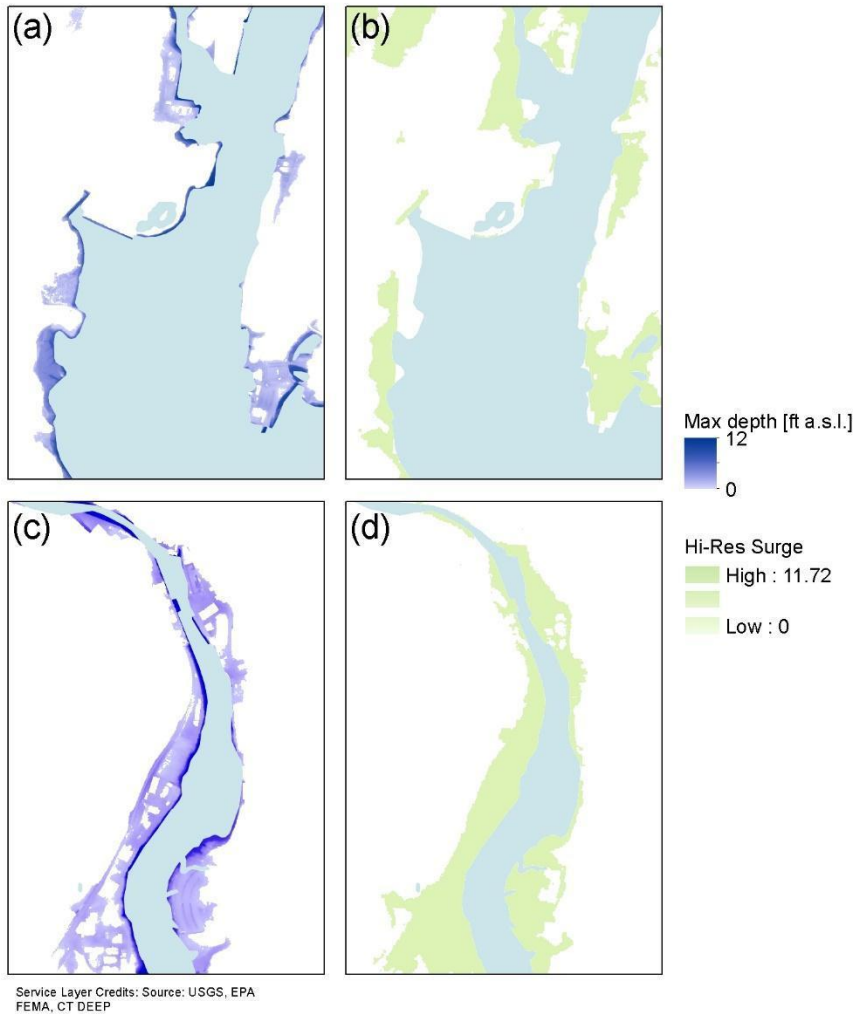 (a)
(b)
Max depth [ft a.s.l.]
12
0
(c)
(d)
Hi-Res Surge
High : 11.72
Low : 0
Service Layer Credits: Source: USGS, EPA
FEMA, CT DEEP